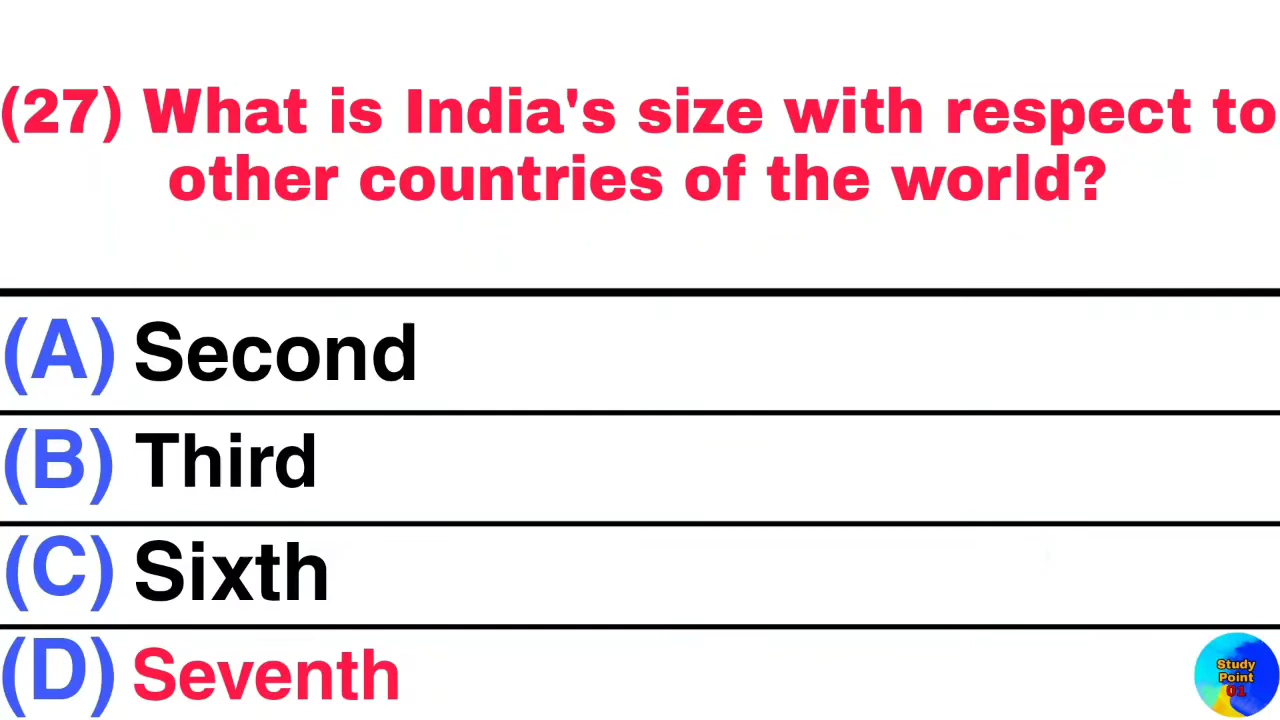 (27) What is India's size with respect to
other countries of the world?
(A) Second
(B) Third
(C) Sixth
(D) Seventh
Study
Point
01